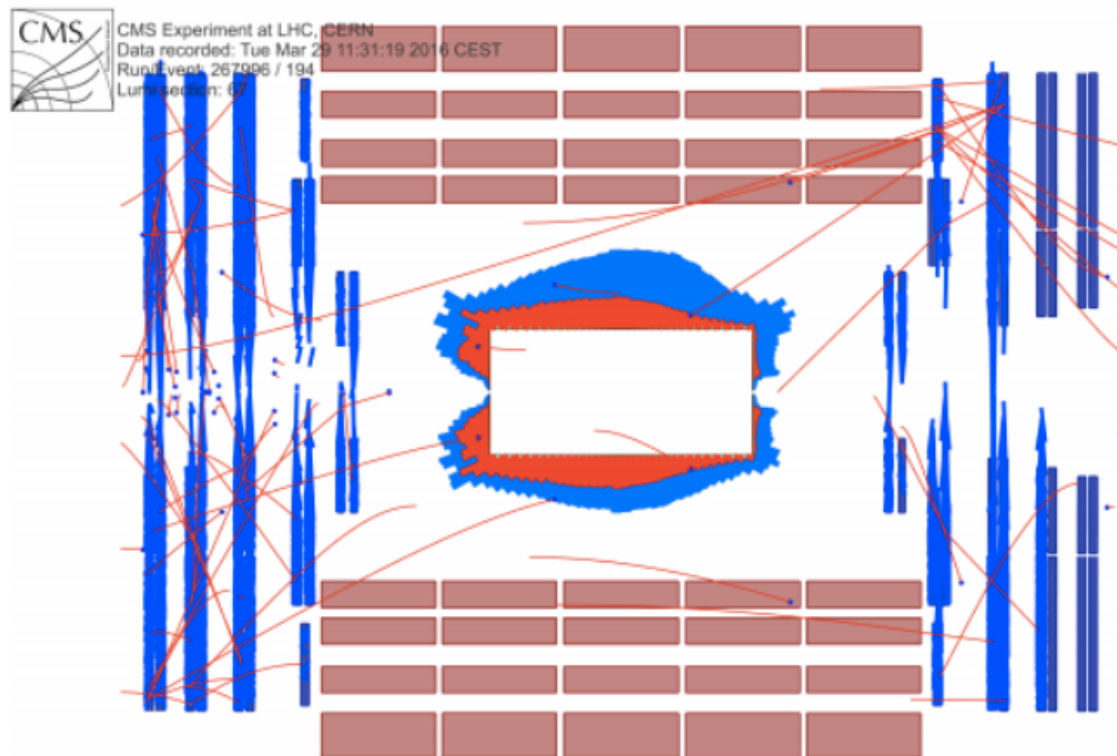 CMS
CMS Experiment at LHC, CERN
Data recorded: Tue Mar 29 11:31:19 2016 CEST
Run/Event: 267996 / 194
Lumi section: